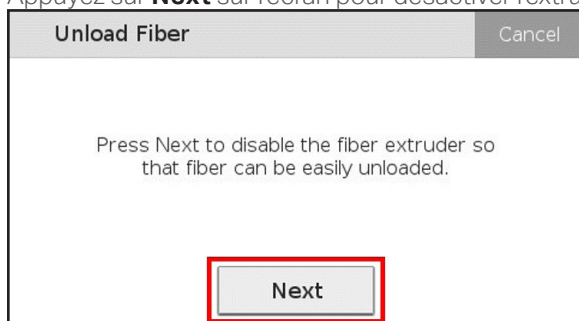 Appuyez sur Next sur l'écran pour désactiver l'extru
Unload Fiber
Cancel
Press Next to disable the fiber extruder so
that fiber can be easily unloaded.
Next